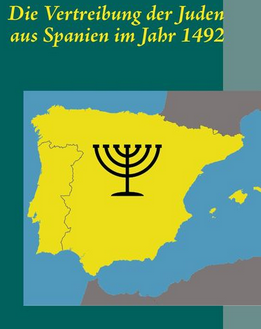 Die Vertreibung der Juden
aus Spanien im Jahr 1492